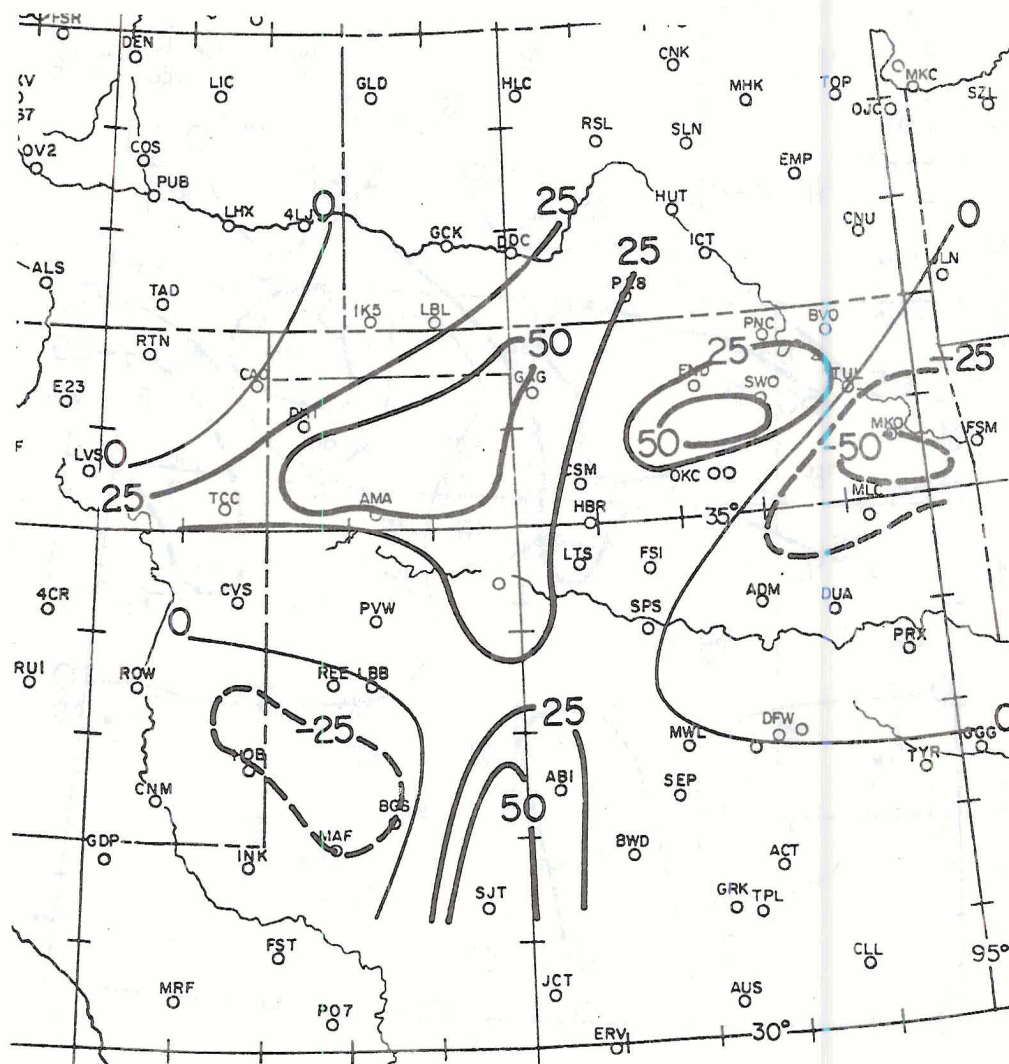 FSR
DEN
CNK
LIC
GLD
HLC
MHK
TOP
MKC
SZL
OJC
RSL
SLN
OV2
COS
EMP
PUB
LHX
4LJ
0
25
HUT
CNU
0
GCK
DDC
25
ICT
ALS
P28
TAD
1K5
LBL
BVO
RTN
50
PNC
25
25
E23
GAG
END
SWO
TUL
DHT
50
-50
MKO
FSM
LVS
0
OKC
CSM
MLC
25
TCC
AMA
HBR
35°
LTS
FSI
4CR
CVS
PVW
SPS
ADM
DUA
0
PRX
RUI
ROW
REE
LBB
-25
25
MWL
DFW
0
GGG
TYR
HOB
ABI
SEP
CNM
BGS
50
GDP
MAF
BWD
ACT
INK
SJT
GRK
TPL
FST
CLL
95°
MRF
JCT
AUS
PO7
ERV
30°